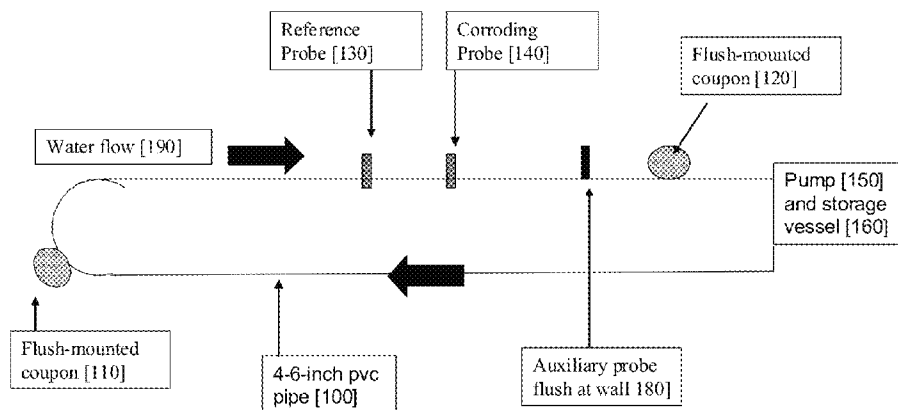 Reference
Probe [130]
Corroding
Probe [140]
Flush-mounted
coupon [120]
Water flow [190]
Pump [150]
and storage
vessel [160]
Flush-mounted
coupon [110]
4-6-inch pvc
pipe [100]
Auxiliary probe
flush at wall 180]